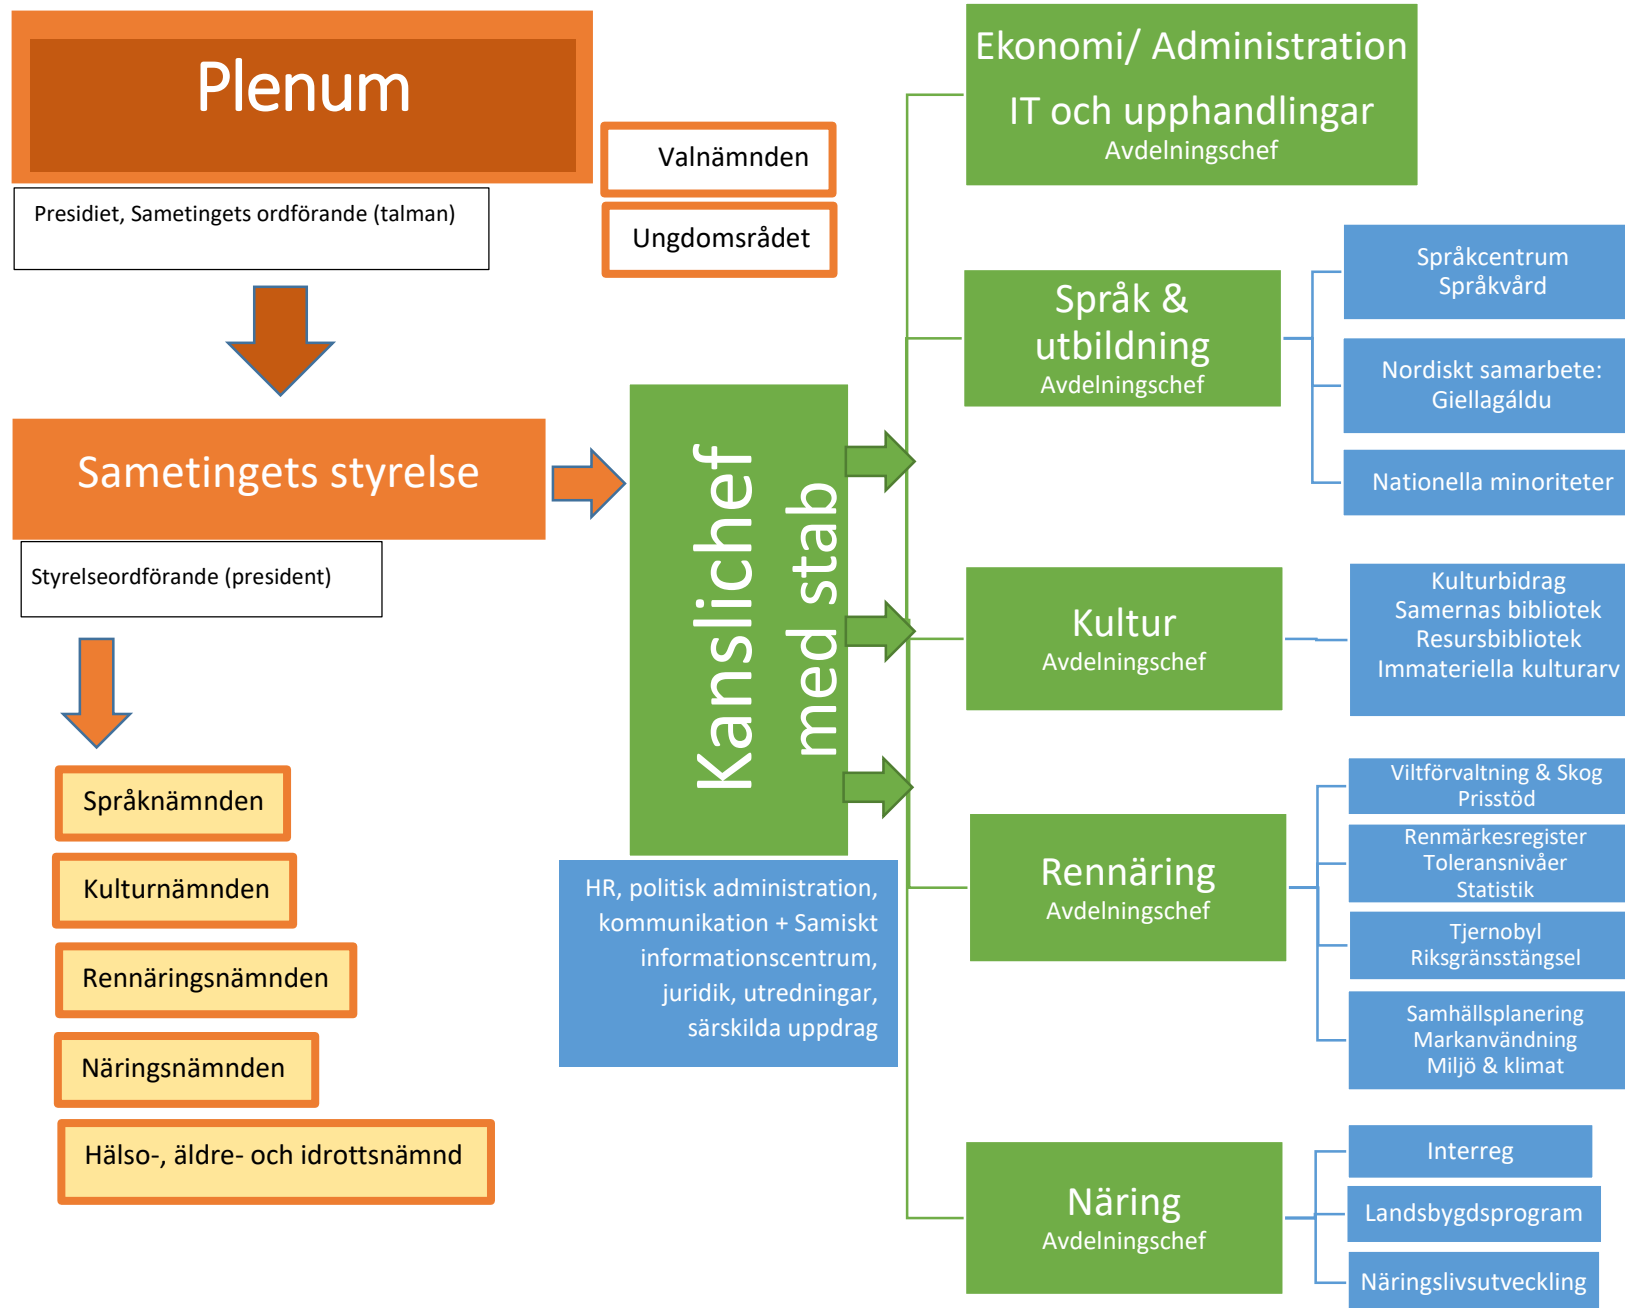 Plenum
Presidiet, Sametingets ordförande (talman)
Valnämnden
Ungdomsrådet
Sametingets styrelse
Styrelseordförande (president)
Språknämnden
Kulturnämnden
Rennäringsnämnden
Näringsnämnden
Hälso-, äldre- och idrottsnämnd
Kanslichef
med stab
HR, politisk administration,
kommunikation + Samiskt
informationscentrum,
juridik, utredningar,
särskilda uppdrag
Ekonomi/ Administration
IT och upphandlingar
Avdelningschef
Språk &
utbildning
Avdelningschef
Språkcentrum
Språkvård
Nordiskt samarbete:
Giellagáldu
Nationella minoriteter
Kultur
Avdelningschef
Kulturbidrag
Samernas bibliotek
Resursbibliotek
Immateriella kulturarv
Rennäring
Avdelningschef
Viltförvaltning & Skog
Prisstöd
Renmärkesregister
Toleransnivåer
Statistik
Tjernobyl
Riksgränsstängsel
Samhällsplanering
Markanvändning
Miljö & klimat
Näring
Avdelningschef
Interreg
Landsbygdsprogram
Näringslivsutveckling